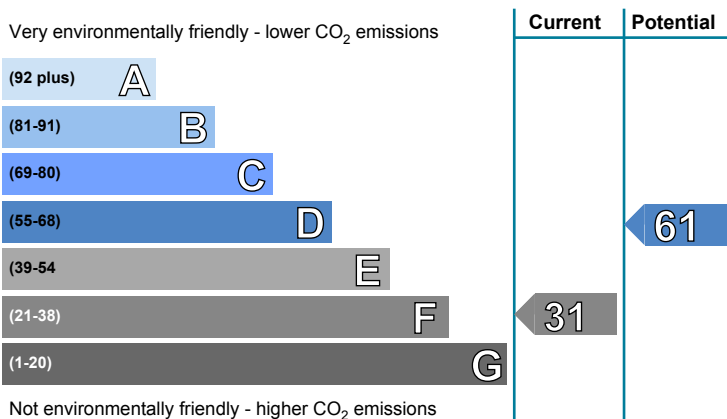 Very environmentally friendly - lower CO2 emissions
Current
Potential
(92 plus) A
(81-91) B
(69-80) C
(55-68) D
61
(39-54 E
(21-38) F
31
(1-20) G
Not environmentally friendly - higher CO2 emissions